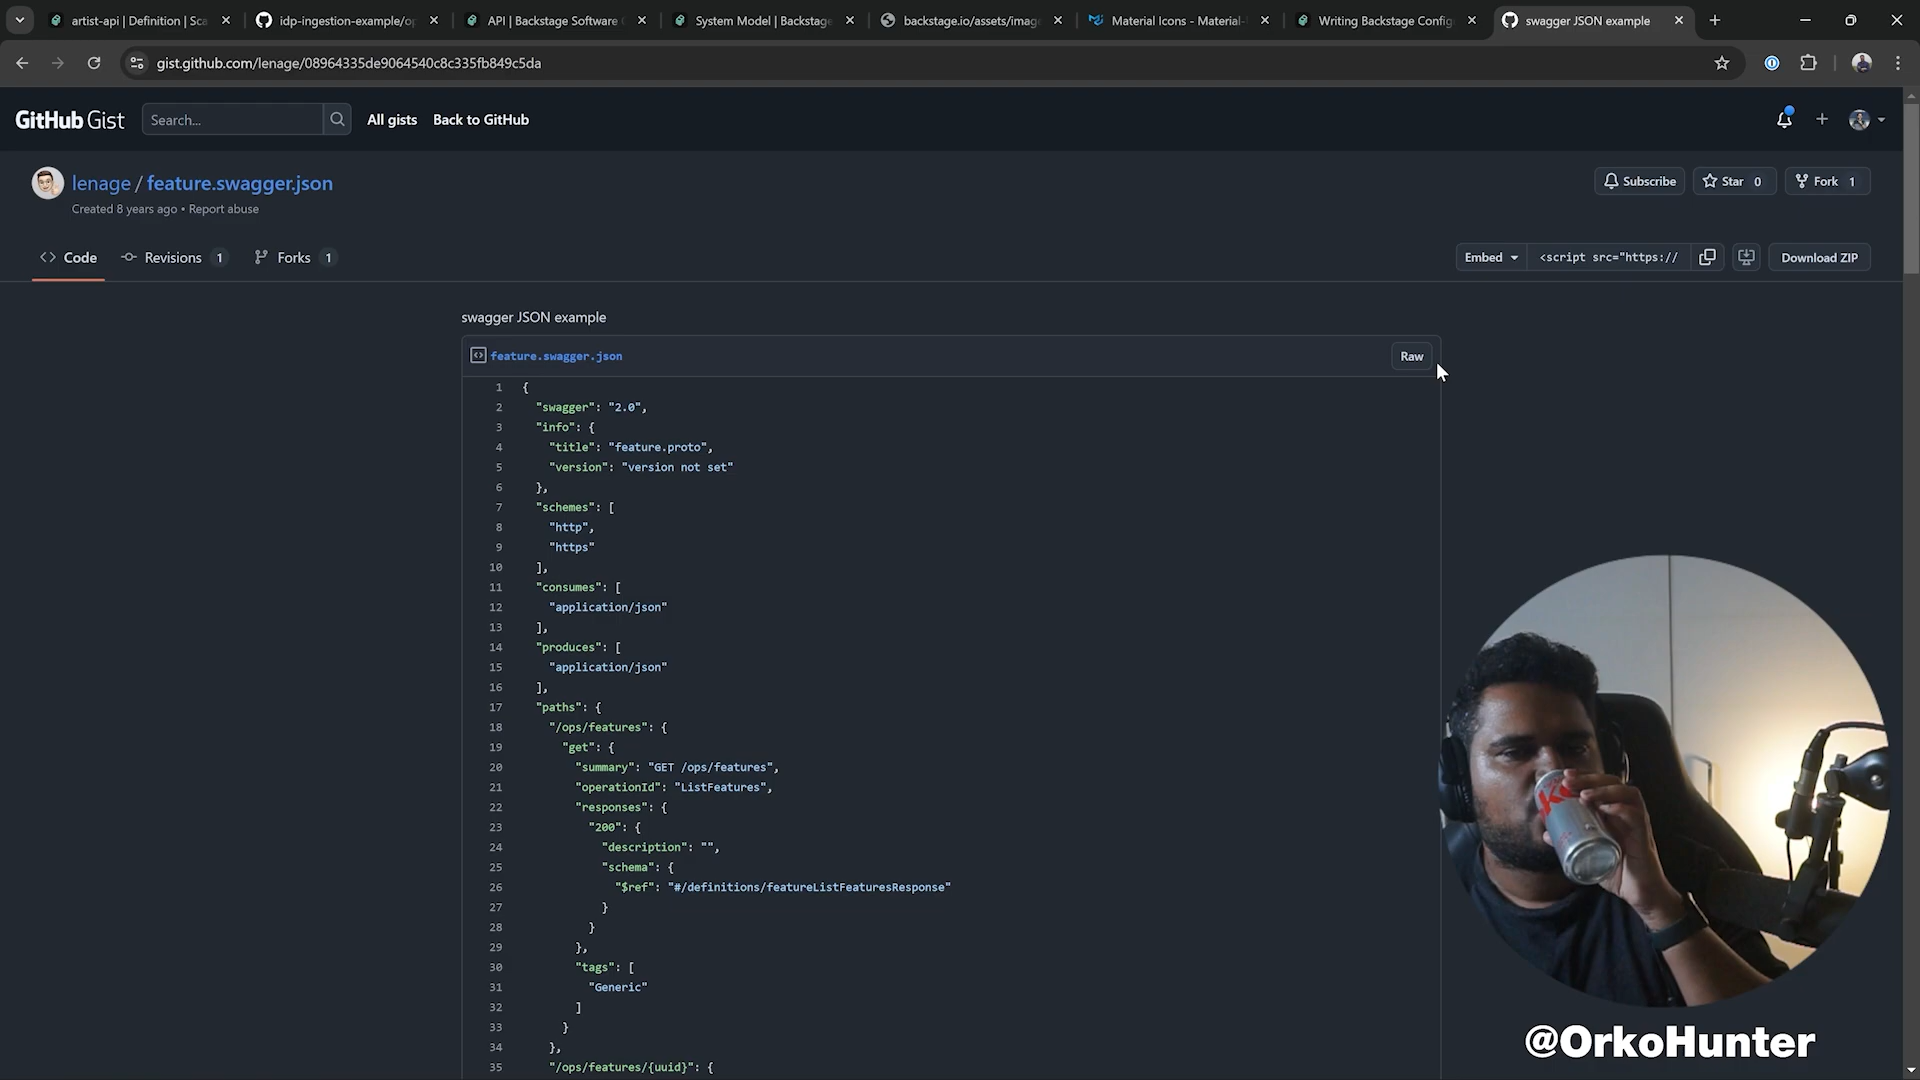 artist-api | Definition | Sca
idp-ingestion-example/op
API | Backstage Software
System Model | Backstage
backstage.io/assets/imag
Material Icons - Material-
Writing Backstage Config
swagger JSON example
gist.github.com/lenage/08964335de9064540c8c335fb849c5da
GitHub Gist
Search...
All gists
Back to GitHub
lenage / feature.swagger.json
Created 8 years ago • Report abuse
Subscribe
Star 0
Fork 1
Code
Revisions 1
Forks 1
Embed
<script src="https://
Download ZIP
swagger JSON example
feature.swagger.json
Raw
1 {
2 "swagger": "2.0",
3 "info": {
4 "title": "feature.proto",
5 "version": "version not set"
6 },
7 "schemes": [
8 "http",
9 "https"
10 ],
11 "consumes": [
12 "application/json"
13 ],
14 "produces": [
15 "application/json"
16 ],
17 "paths": {
18 "/ops/features": {
19 "get": {
20 "summary": "GET /ops/features",
21 "operationId": "ListFeatures",
22 "responses": {
23 "200": {
24 "description": "",
25 "schema": {
26 "$ref": "#/definitions/featureListFeaturesResponse"
27 }
28 }
29 },
30 "tags": [
31 "Generic"
32 ]
33 }
34 },
35 "/ops/features/{uuid}": {
@OrkoHunter